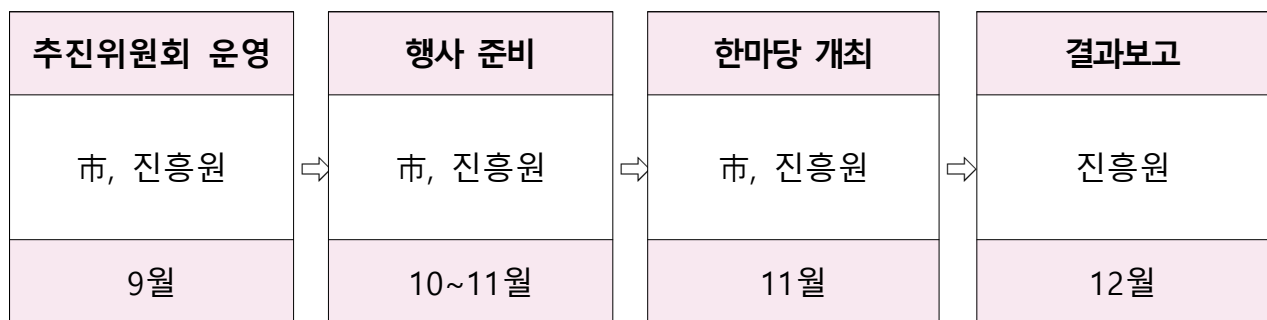 추진위원회 운영
행사 준비
한마당 개최
결과보고
市, 진흥원
⇨
市, 진흥원
⇨
市, 진흥원
⇨
진흥원
9월
10~11월
11월
12월